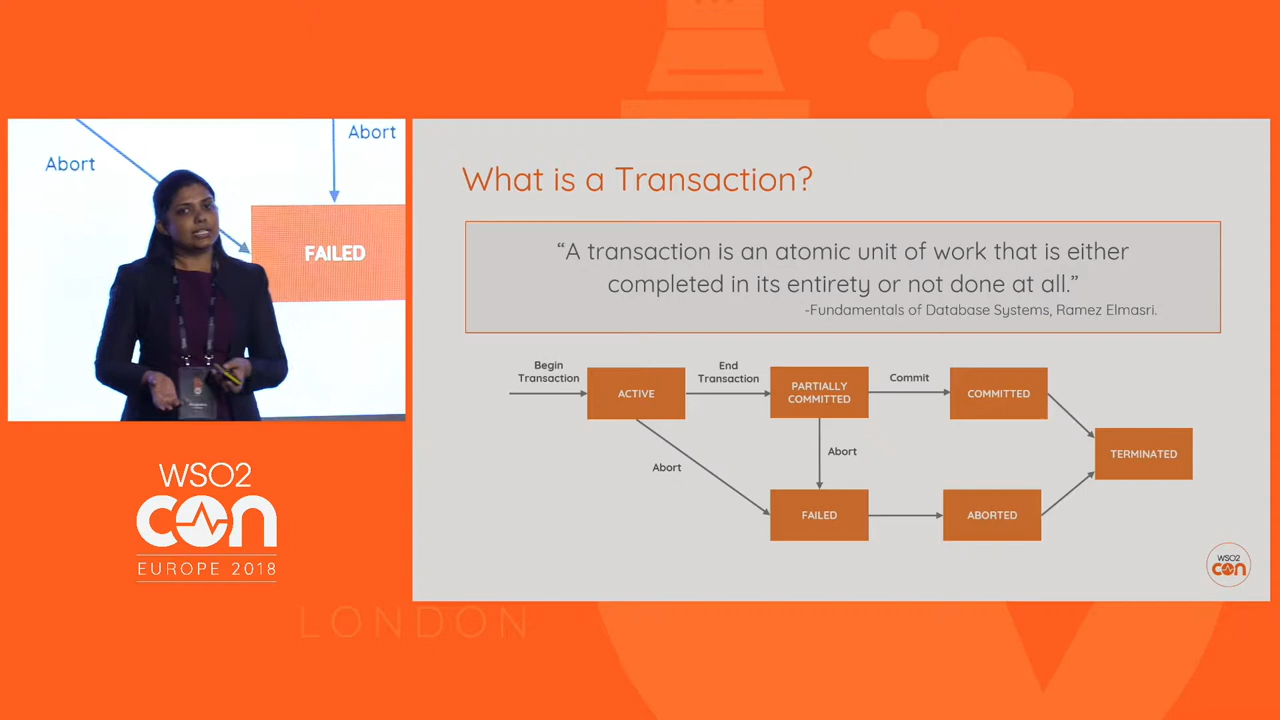 Abort
Abort
FAILED
WSO2
CON
EUROPE 2018
LONDON
What is a Transaction?
“A transaction is an atomic unit of work that is either
completed in its entirety or not done at all.”
-Fundamentals of Database Systems, Ramez Elmasri.
Begin
Transaction
ACTIVE
End
Transaction
PARTIALLY
COMMITTED
Commit
COMMITTED
TERMINATED
Abort
Abort
FAILED
ABORTED
WSO2
CON